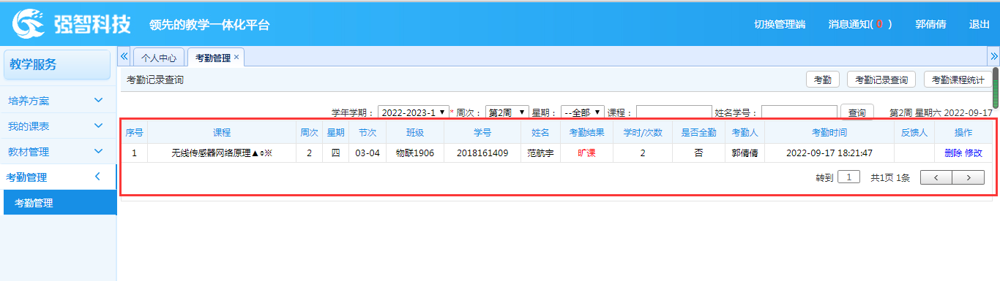 强智科技 领先的教学一体化平台 切换管理端 消息通知( 0 ) 郭倩倩 退出
教学服务
培养方案
我的课表
教材管理
考勤管理
考勤管理
个人中心 考勤管理
考勤记录查询 考勤 考勤记录查询 考勤课程统计
学年学期： 2022-2023-1 * 周次： 第2周 星期： --全部 课程： 姓名学号： 查询 第2周 星期六 2022-09-17
序号 课程 周次 星期 节次 班级 学号 姓名 考勤结果 学时/次数 是否全勤 考勤人 考勤时间 反馈人 操作
1 无线传感器网络原理▲○※ 2 四 03-04 物联1906 2018161409 范航宇 旷课 2 否 郭倩倩 2022-09-17 18:21:47 删除 修改
转到 1 共1页 1条